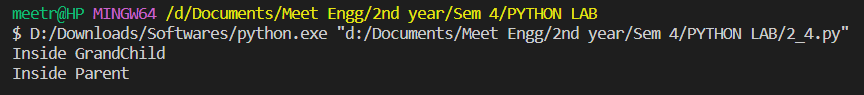 meetr@HP MINGW64 /d/Documents/Meet Engg/2nd year/Sem 4/PYTHON LAB
$ D:/Downloads/Softwares/python.exe "d:/Documents/Meet Engg/2nd year/Sem 4/PYTHON LAB/2_4.py"
Inside GrandChild
Inside Parent